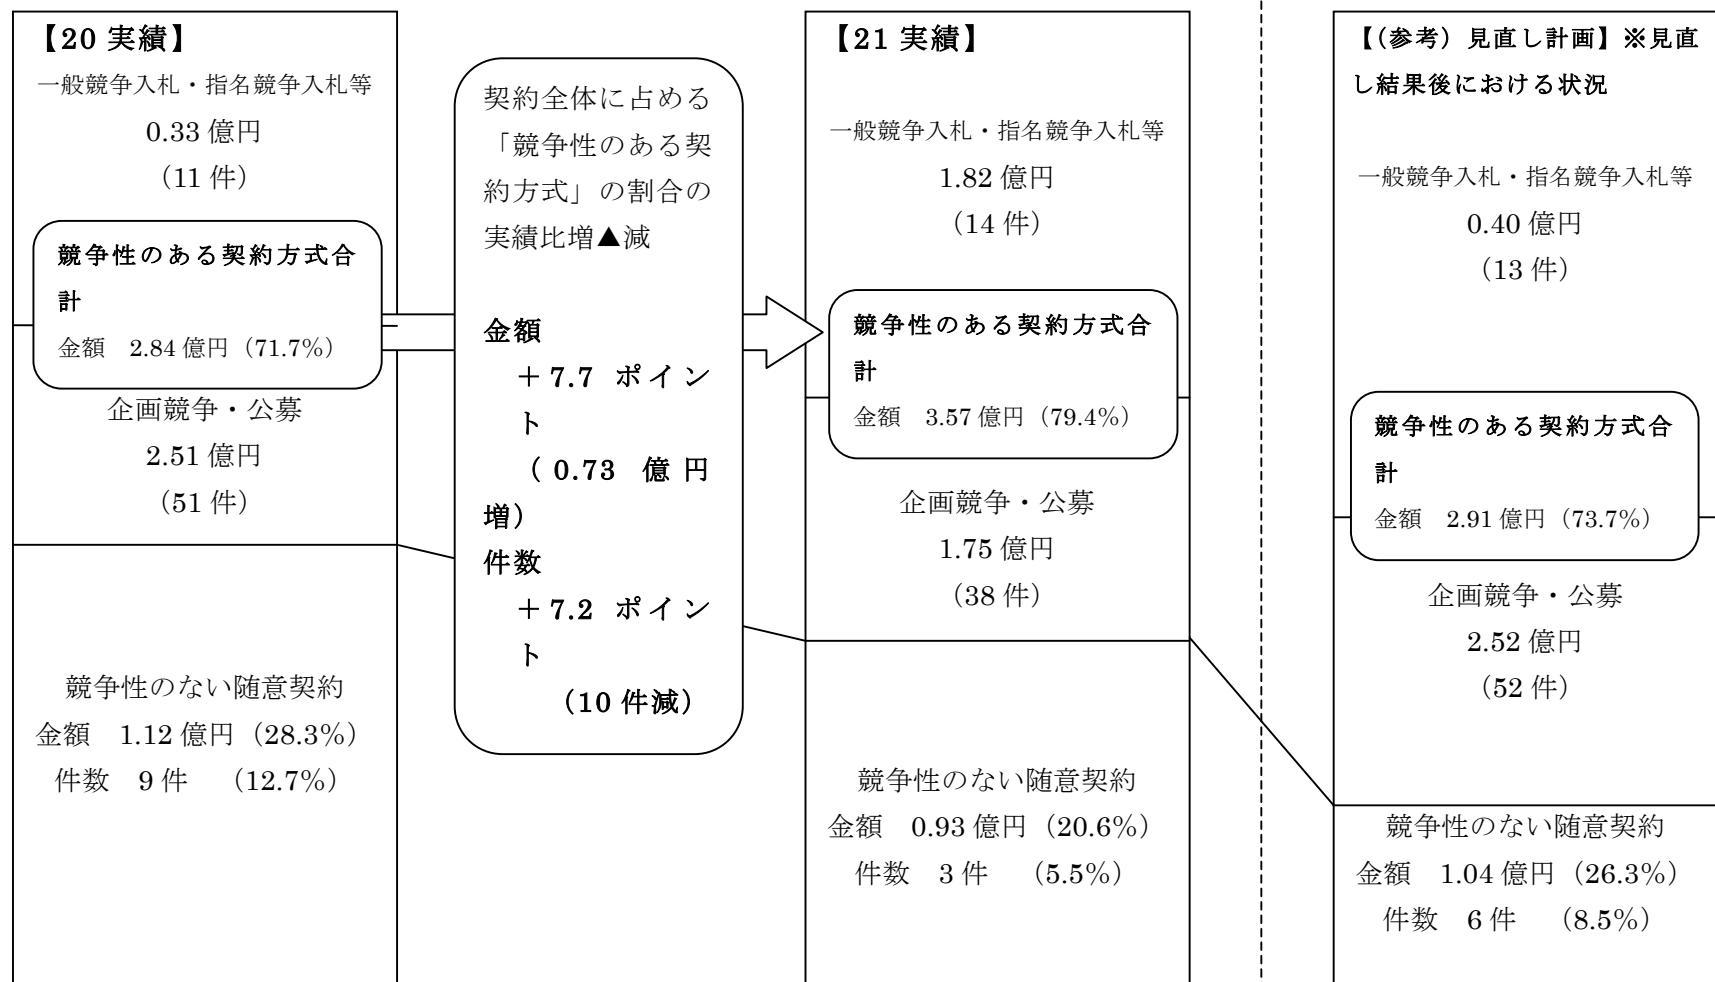 【20 実績】
一般競争入札・指名競争入札等
0.33 億円
（11 件）
競争性のある契約方式合
計
金額　2.84 億円（71.7%）
企画競争・公募
2.51 億円
（51 件）
競争性のない随意契約
金額　1.12 億円（28.3%）
件数　9 件　（12.7%）
契約全体に占める
「競争性のある契
約方式」の割合の
実績比増▲減
金額
＋7.7 ポイン
ト
（0.73 億円
増）
件数
＋7.2 ポイン
ト
（10 件減）
【21 実績】
一般競争入札・指名競争入札等
1.82 億円
（14 件）
競争性のある契約方式合
計
金額　3.57 億円（79.4%）
企画競争・公募
1.75 億円
（38 件）
競争性のない随意契約
金額　0.93 億円（20.6%）
件数　3 件　（5.5%）
【（参考）見直し計画】※見直
し結果後における状況
一般競争入札・指名競争入札等
0.40 億円
（13 件）
競争性のある契約方式合
計
金額　2.91 億円（73.7%）
企画競争・公募
2.52 億円
（52 件）
競争性のない随意契約
金額　1.04 億円（26.3%）
件数　6 件　（8.5%）